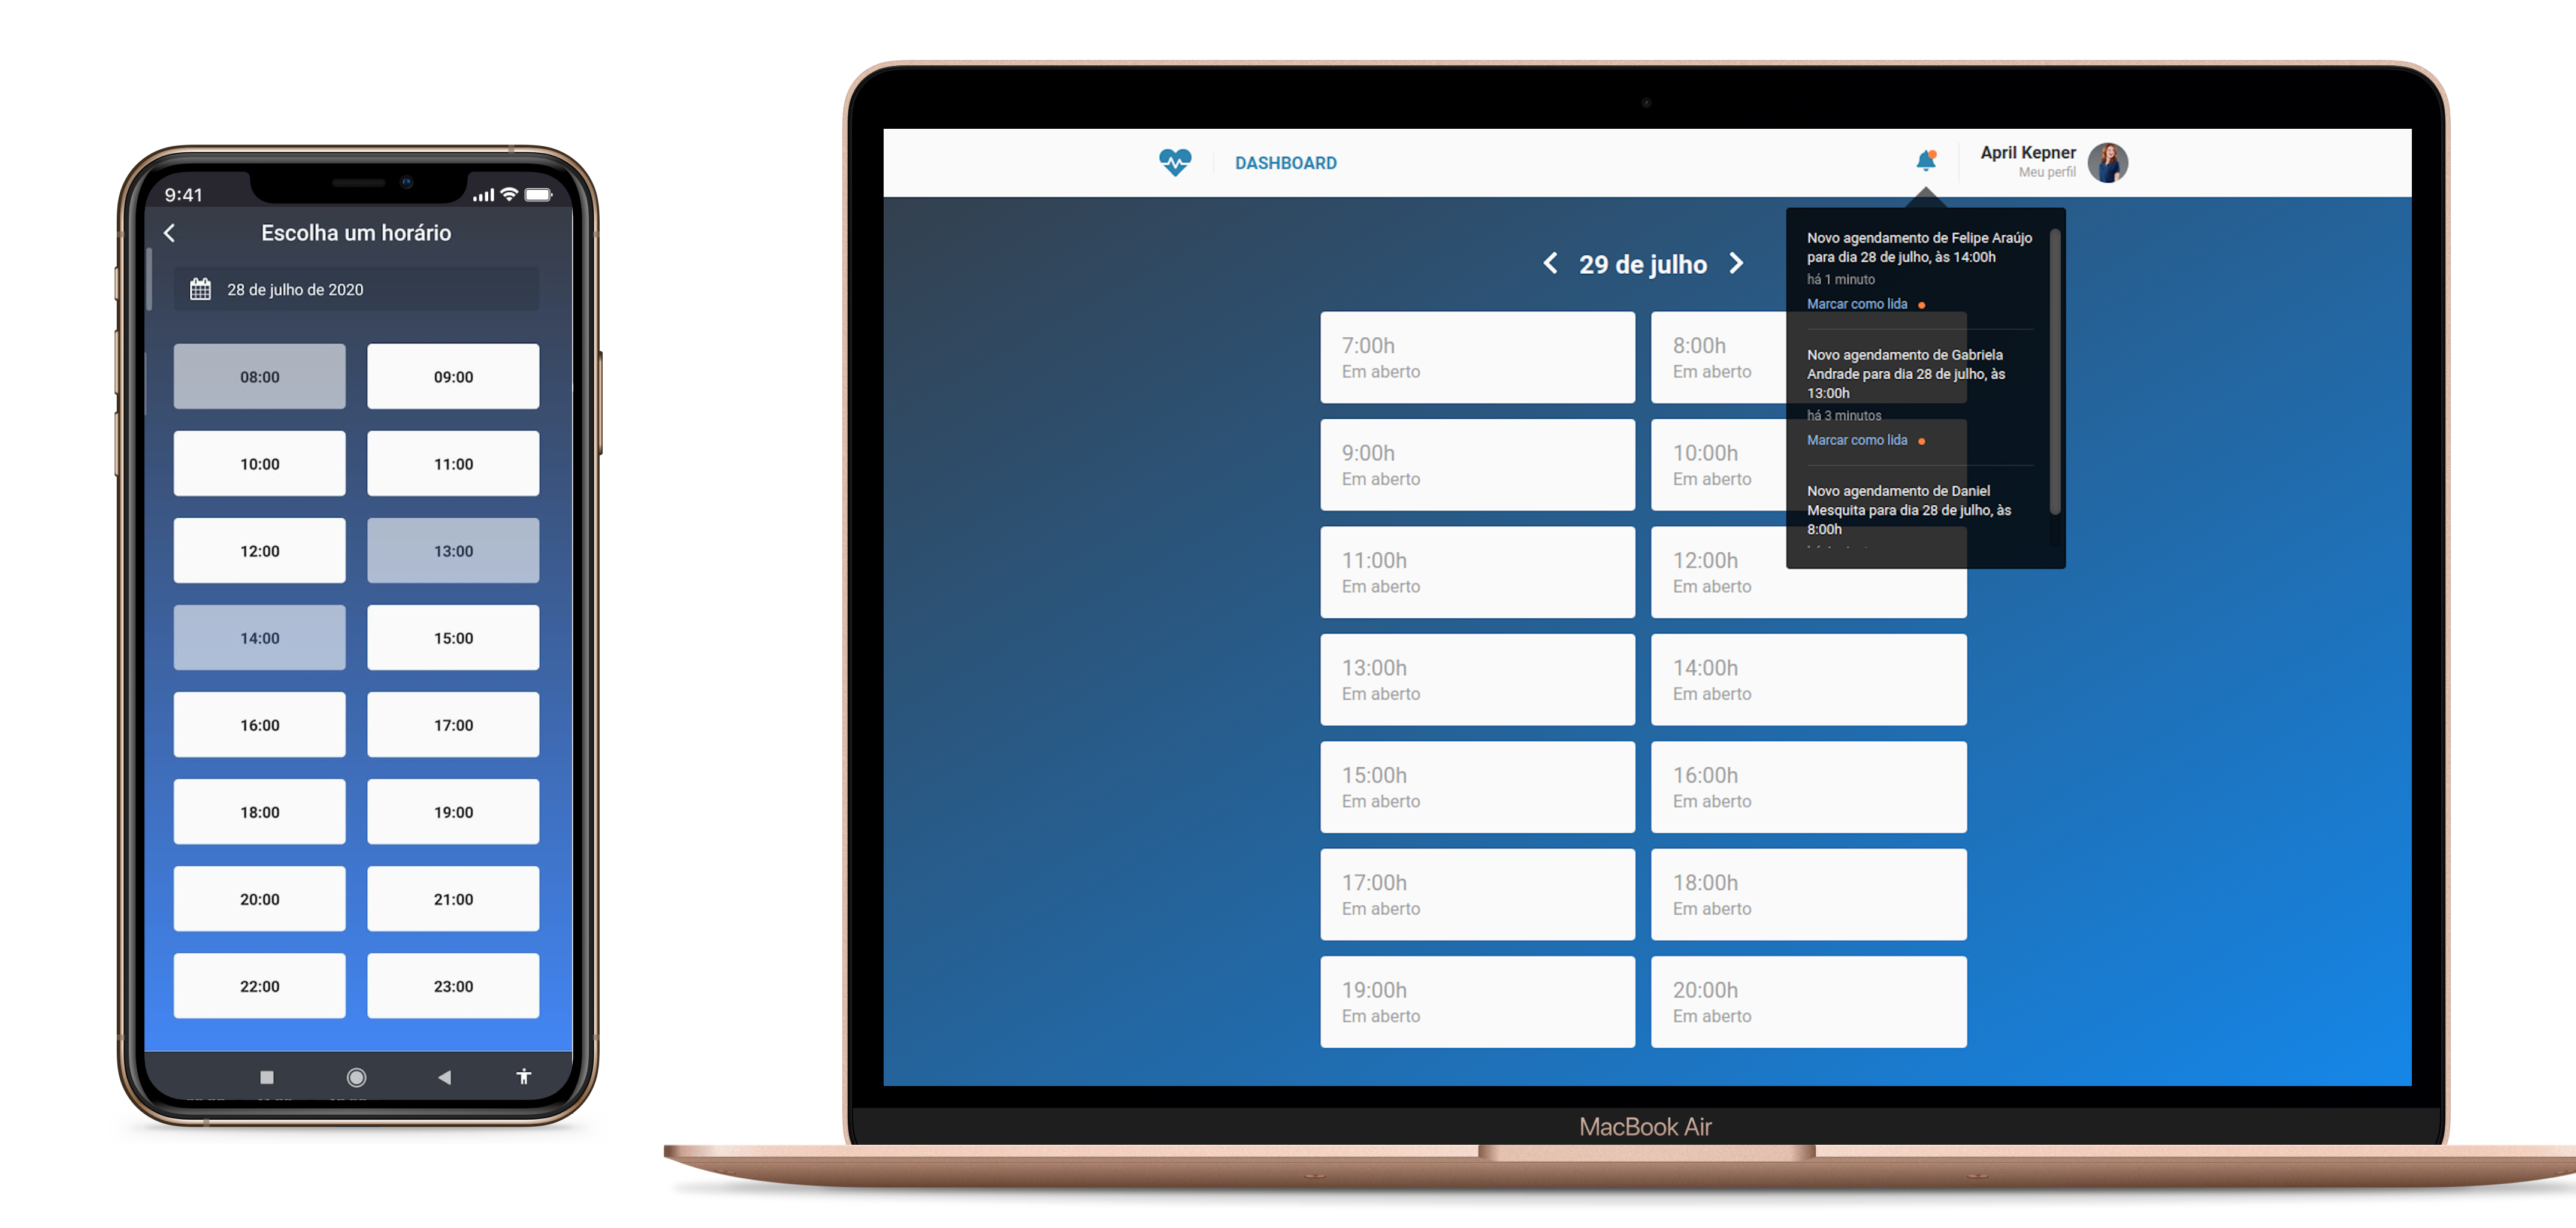 9:41
Escolha um horário
28 de julho de 2020
08:00
09:00
10:00
11:00
12:00
13:00
14:00
15:00
16:00
17:00
18:00
19:00
20:00
21:00
22:00
23:00
DASHBOARD
April Kepner
Meu perfil
29 de julho
Novo agendamento de Felipe Araújo
para dia 28 de julho, às 14:00h
há 1 minuto
Marcar como lida
Novo agendamento de Gabriela
Andrade para dia 28 de julho, às
13:00h
há 3 minutos
Marcar como lida
Novo agendamento de Daniel
Mesquita para dia 28 de julho, às
8:00h
7:00h
Em aberto
8:00h
Em aberto
9:00h
Em aberto
10:00h
Em aberto
11:00h
Em aberto
12:00h
Em aberto
13:00h
Em aberto
14:00h
Em aberto
15:00h
Em aberto
16:00h
Em aberto
17:00h
Em aberto
18:00h
Em aberto
19:00h
Em aberto
20:00h
Em aberto
MacBook Air